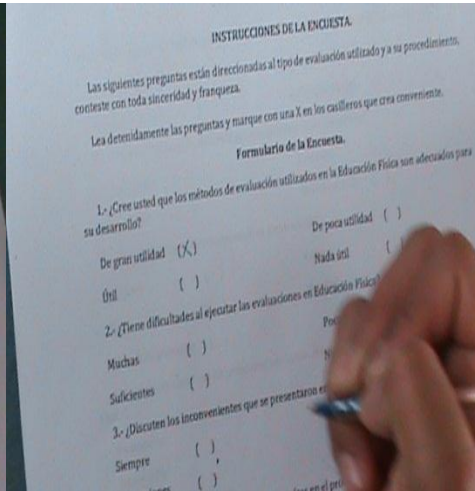 INSTRUCCIONES DE LA ENCUESTA.
Las siguientes preguntas están direccionadas al tipo de evaluación utilizado y a su procedimiento,
conteste con toda sinceridad y franqueza.
Lea detenidamente las preguntas y marque con una X en los casilleros que crea conveniente.
Formulario de la Encuesta.
1.- ¿Cree usted que los métodos de evaluación utilizados en la Educación Física son adecuados para
su desarrollo?
De gran utilidad (X) De poca utilidad ( )
Útil ( ) Nada útil (
2.- ¿Tiene dificultades al ejecutar las evaluaciones en Educación Física?
Muchas ( )
Suficientes ( )
3.- ¿Discuten los inconvenientes que se presentaron
Siempre ( )
( )
en el